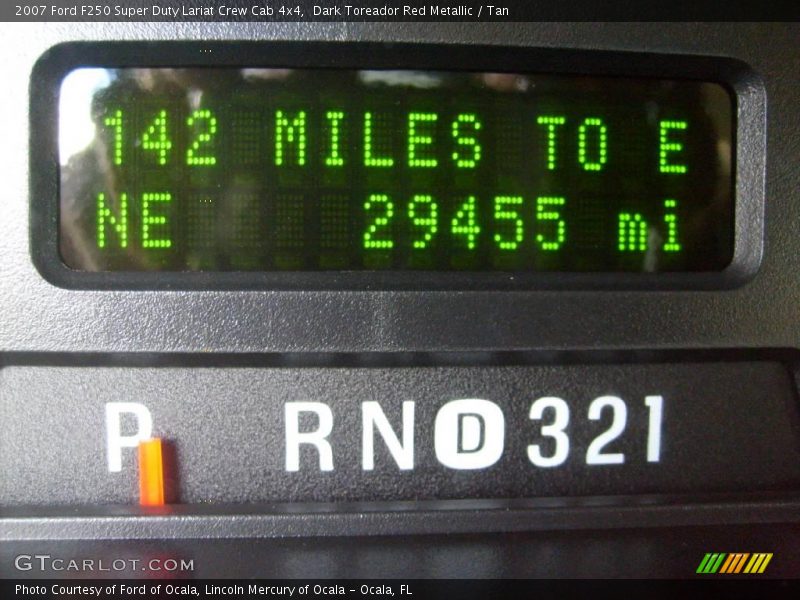 2007 Ford F250 Super Duty Lariat Crew Cab 4x4,  Dark Toreador Red Metallic / Tan
142 MILES TO E
NE 29455 mi
P RND321
GTCARLOT.COM
Photo Courtesy of Ford of Ocala, Lincoln Mercury of Ocala – Ocala, FL